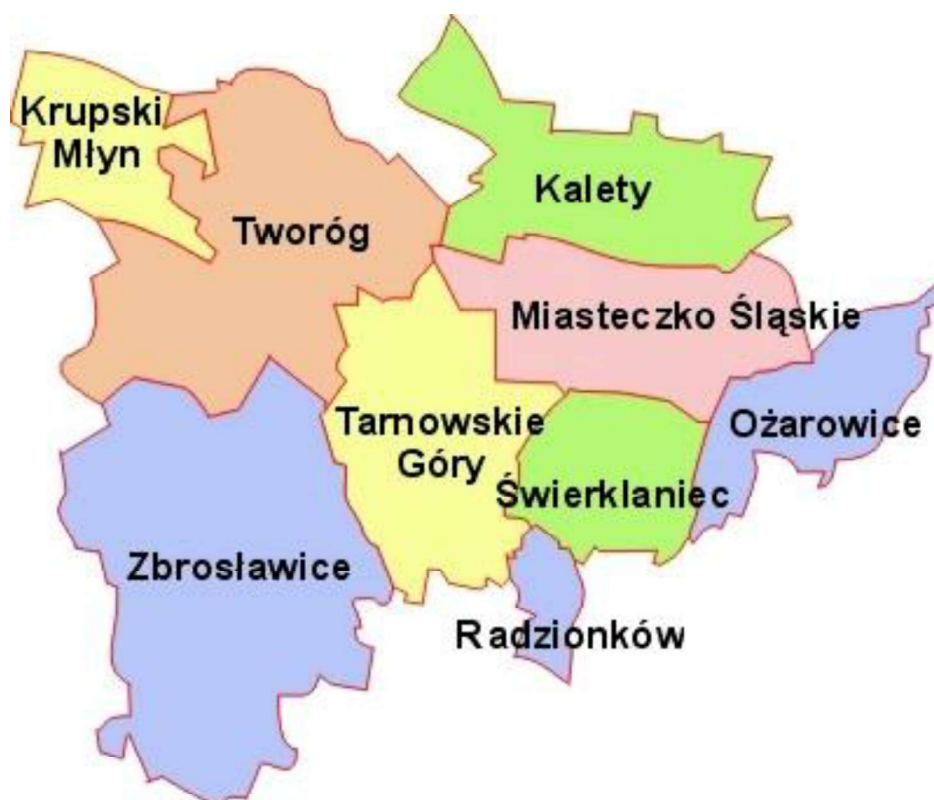 Krupski
Młyn
Kalety
Tworóg
Miasteczko Śląskie
Tarnowskie
Góry
Ożarowice
Świerklaniec
Zbrosławice
Radzionków